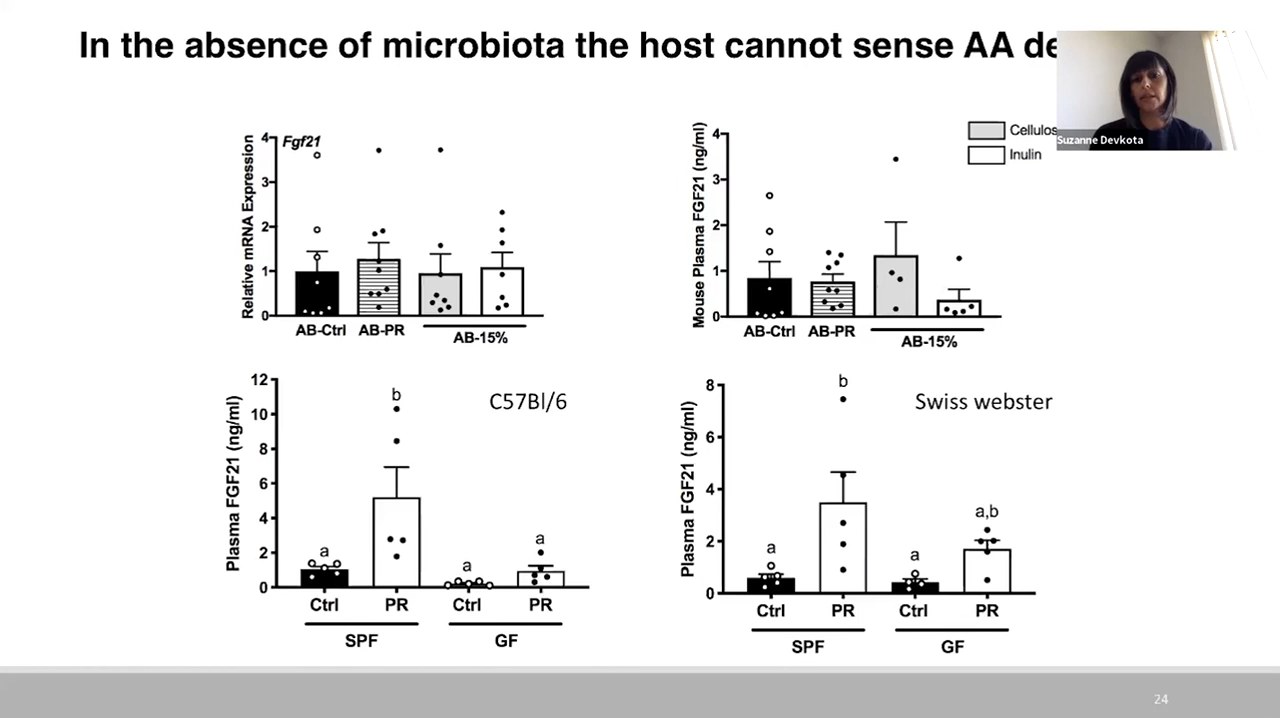 In the absence of microbiota the host cannot sense AA de
Suzanne Devkota
Relative mRNA Expression
Fgf21
4
3
2
1
0
AB-Ctrl AB-PR
AB-15%
Mouse Plasma FGF21 (ng/ml)
4
3
2
1
0
AB-Ctrl AB-PR
AB-15%
Cellulos
Inulin
Plasma FGF21 (ng/ml)
12
10
8
6
4
2
0
C57Bl/6
a
b
a
a
Ctrl PR Ctrl PR
SPF GF
Plasma FGF21 (ng/ml)
8
6
4
2
0
Swiss webster
a
b
a
a,b
Ctrl PR Ctrl PR
SPF GF
24